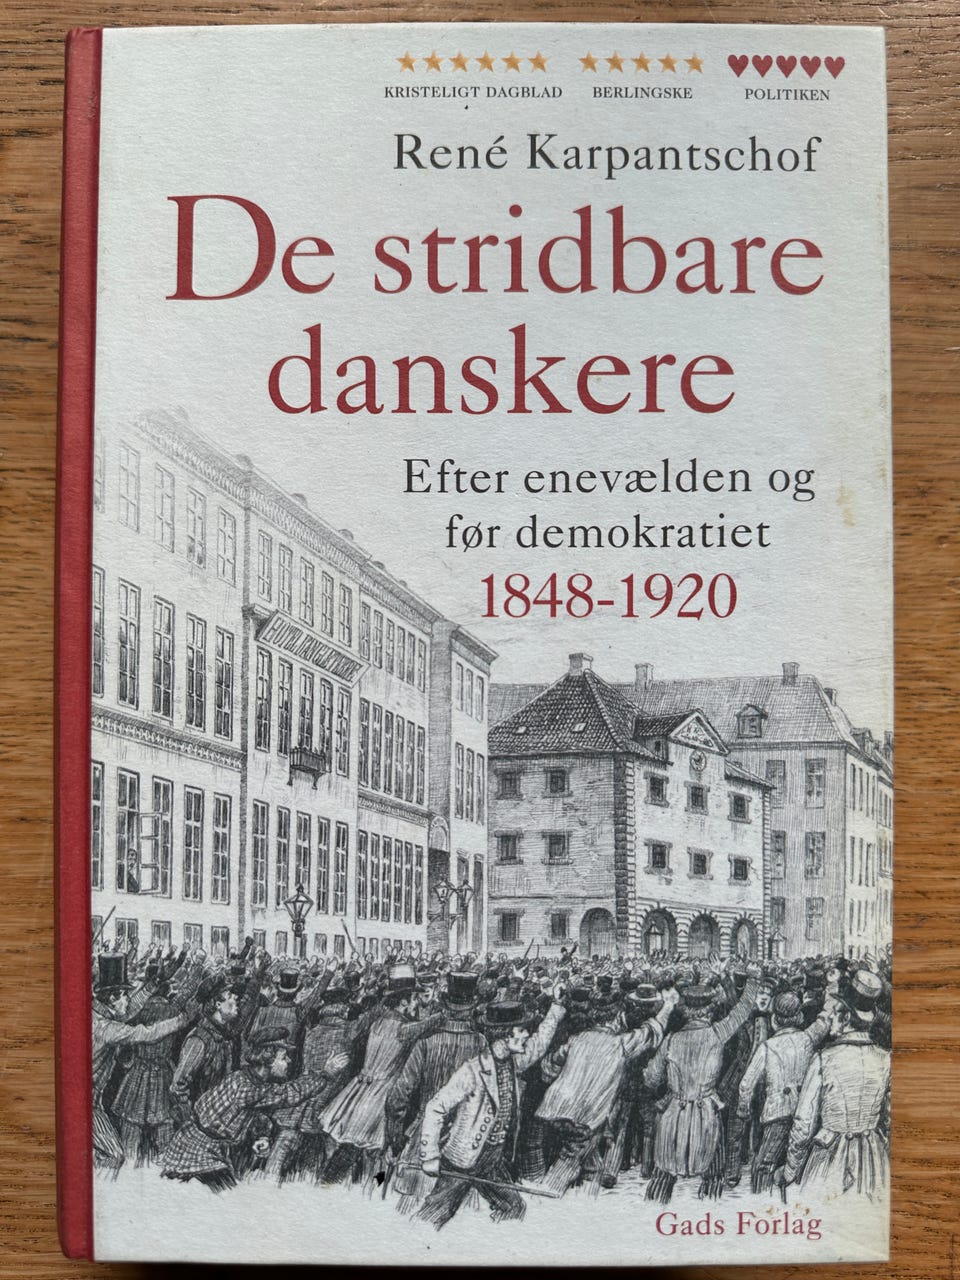 ★★★★★★ ★★★★★ ♥♥♥♥♥
KRISTELIGT DAGBLAD BERLINGSKE POLITIKEN
René Karpantschof
De stridbare
danskere
Efter enevælden og
før demokratiet
1848-1920
Gads Forlag